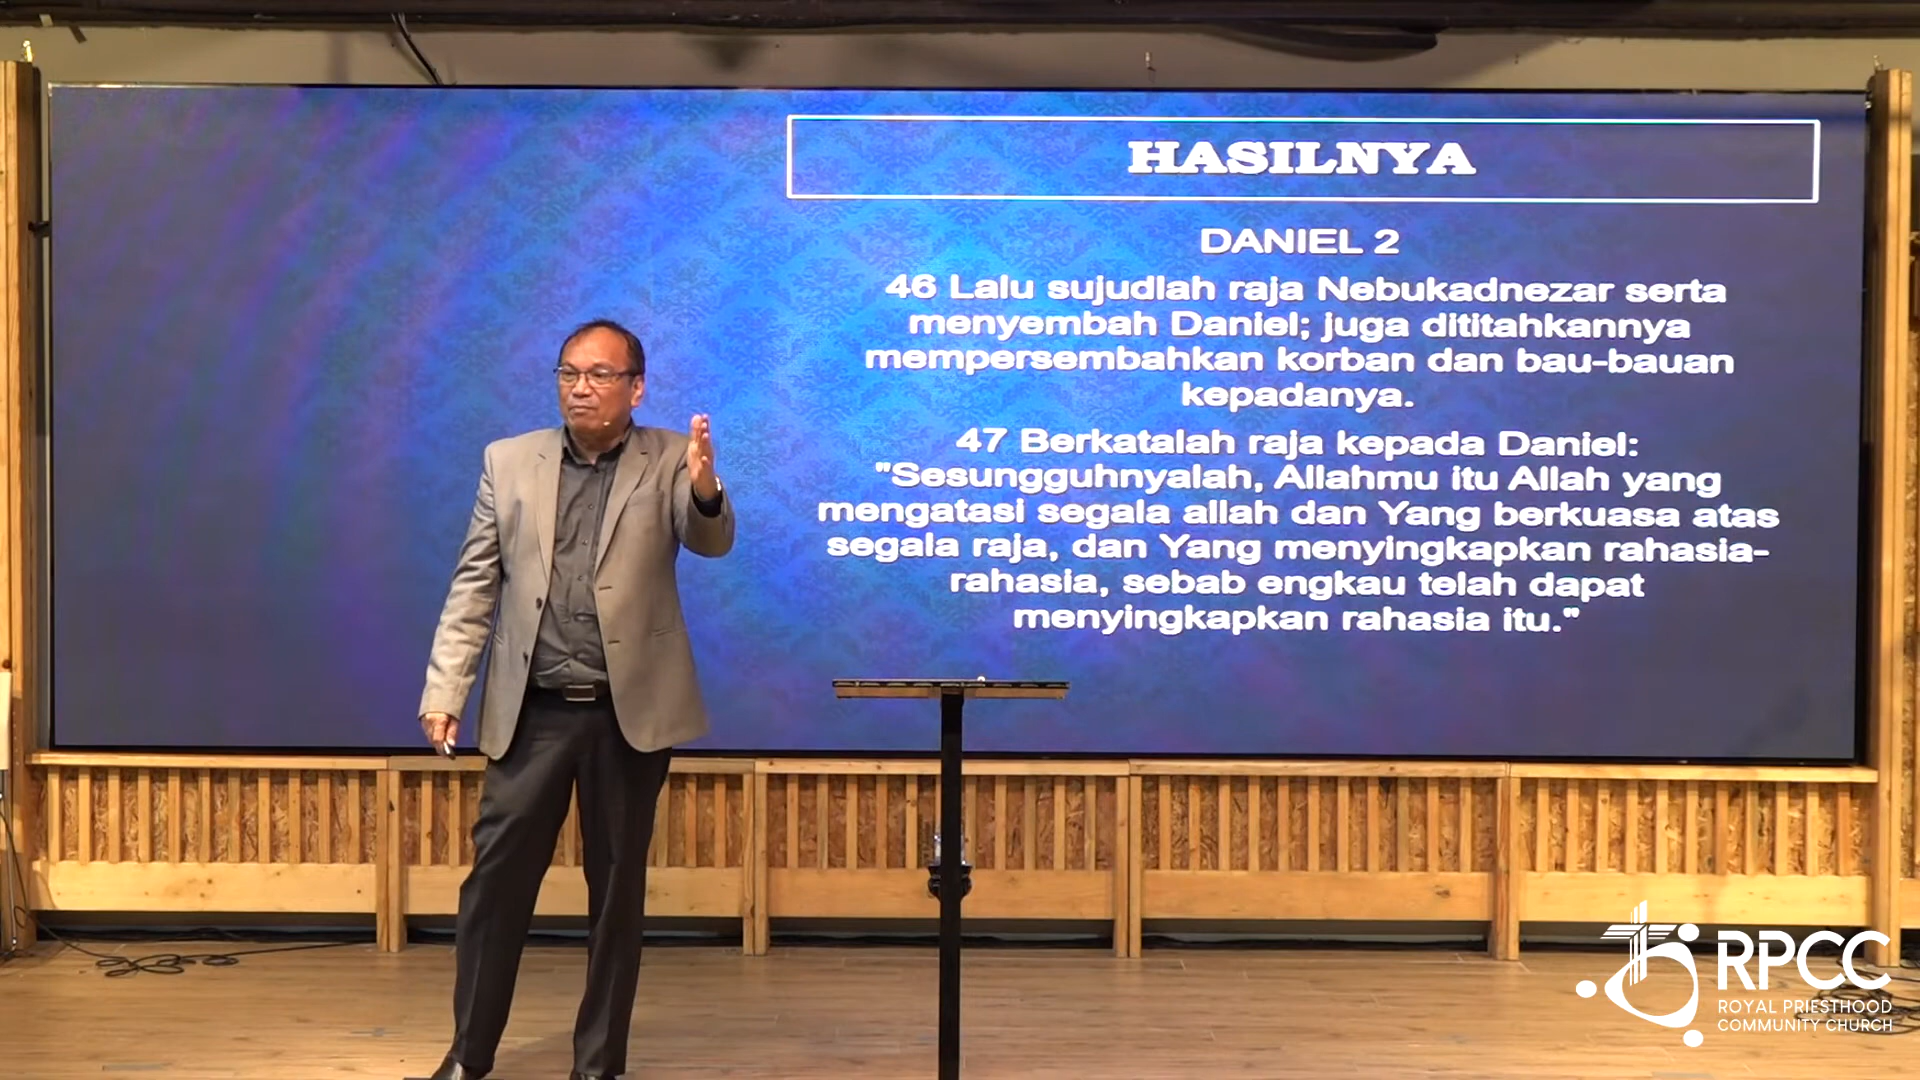 HASILNYA
DANIEL 2
46 Lalu sujudlah raja Nebukadnezar serta
menyembah Daniel; juga dititahkannya
mempersembahkan korban dan bau-bauan
kepadanya.
47 Berkatalah raja kepada Daniel:
"Sesungguhnyalah, Allahmu itu Allah yang
mengatasi segala allah dan Yang berkuasa atas
segala raja, dan Yang menyingkapkan rahasia-
rahasia, sebab engkau telah dapat
menyingkapkan rahasia itu."
RPCC
ROYAL PRIESTHOOD
COMMUNITY CHURCH